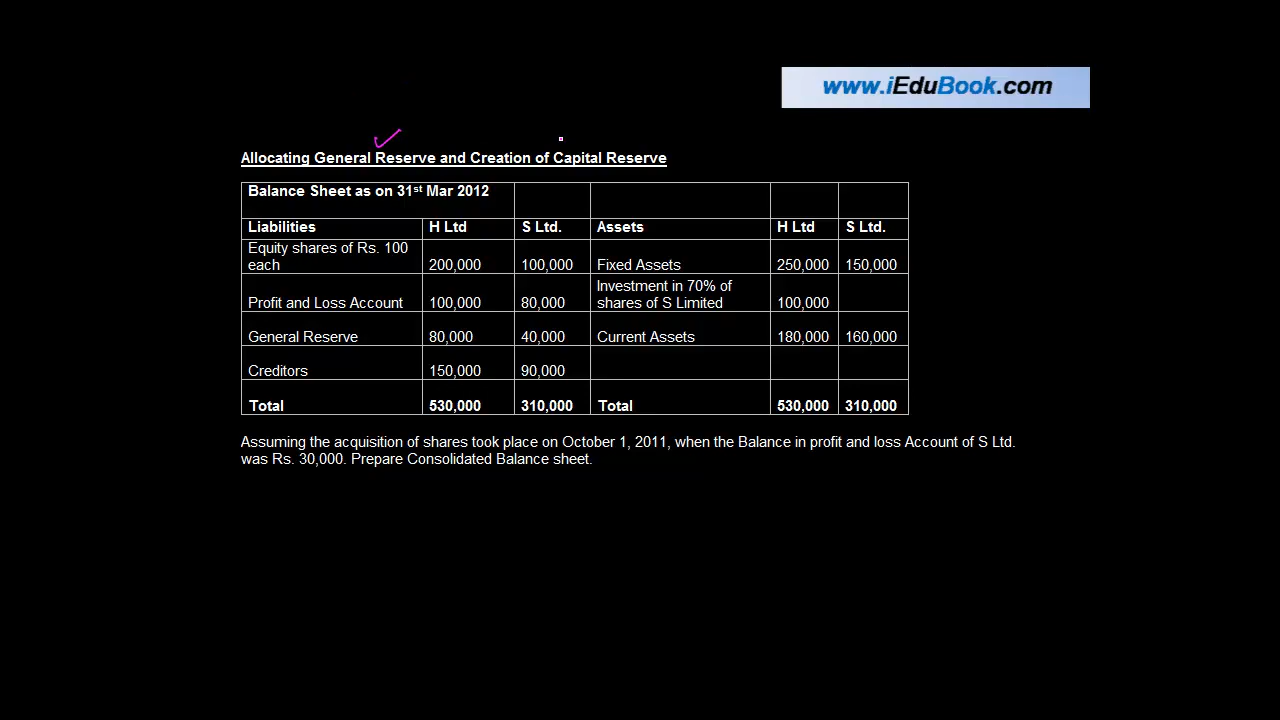 www.iEduBook.com
Allocating General Reserve and Creation of Capital Reserve
Balance Sheet as on 31st Mar 2012
Liabilities H Ltd S Ltd. Assets H Ltd S Ltd.
Equity shares of Rs. 100
each 200,000 100,000 Fixed Assets 250,000 150,000
Investment in 70% of
Profit and Loss Account 100,000 80,000 shares of S Limited 100,000
General Reserve 80,000 40,000 Current Assets 180,000 160,000
Creditors 150,000 90,000
Total 530,000 310,000 Total 530,000 310,000
Assuming the acquisition of shares took place on October 1, 2011, when the Balance in profit and loss Account of S Ltd.
was Rs. 30,000. Prepare Consolidated Balance sheet.